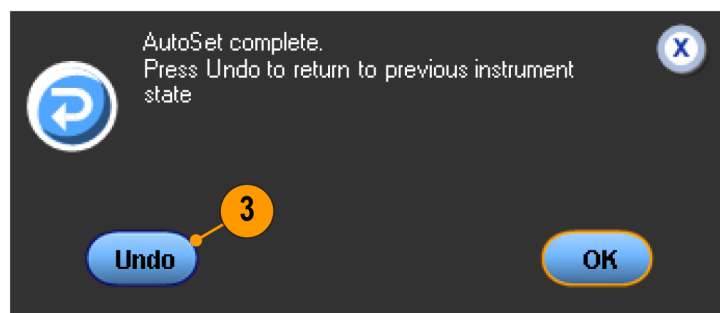 AutoSet complete.
Press Undo to return to previous instrument
state
X
3
Undo
OK